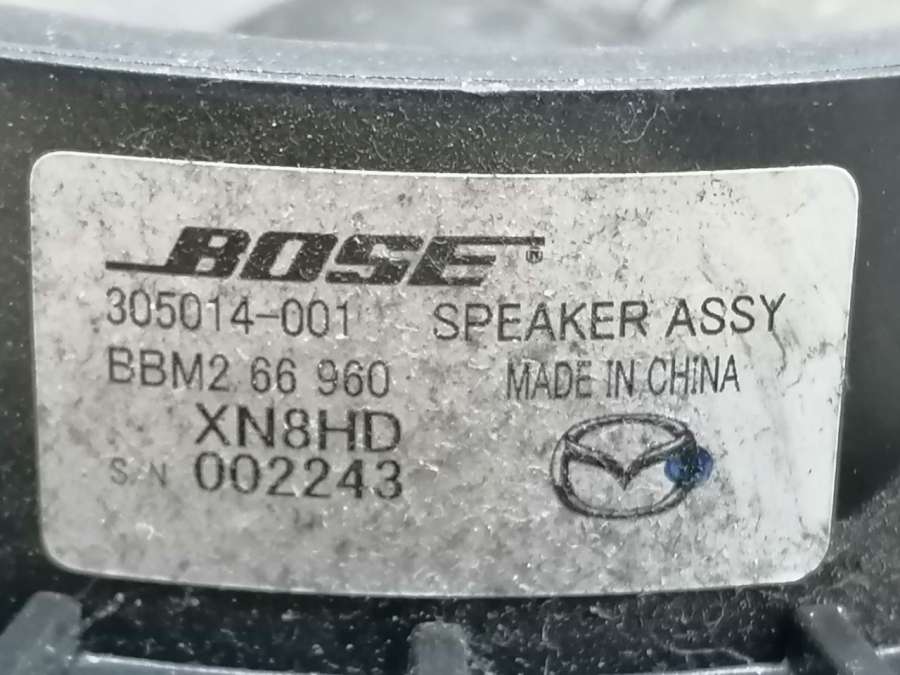 BOSE®
305014-001 SPEAKER ASSY
BBM2 66 960 MADE IN CHINA
XN8HD
S/N 002243